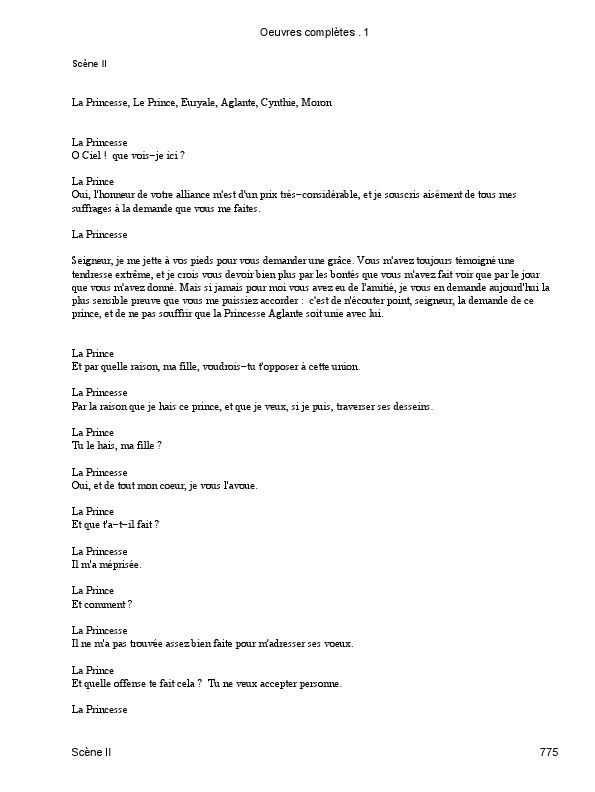 Oeuvres complètes . 1
Scène II
La Princesse, Le Prince, Euryale, Aglante, Cynthie, Moron
La Princesse
O Ciel !  que vois−je ici ?
La Prince
Oui, l'honneur de votre alliance m'est d'un prix très−considérable, et je souscris aisément de tous mes
suffrages à la demande que vous me faites.
La Princesse
Seigneur, je me jette à vos pieds pour vous demander une grâce. Vous m'avez toujours témoigné une
tendresse extrême, et je crois vous devoir bien plus par les bontés que vous m'avez fait voir que par le jour
que vous m'avez donné. Mais si jamais pour moi vous avez eu de l'amitié, je vous en demande aujourd'hui la
plus sensible preuve que vous me puissiez accorder :  c'est de n'écouter point, seigneur, la demande de ce
prince, et de ne pas souffrir que la Princesse Aglante soit unie avec lui.
La Prince
Et par quelle raison, ma fille, voudrois−tu t'opposer à cette union.
La Princesse
Par la raison que je hais ce prince, et que je veux, si je puis, traverser ses desseins.
La Prince
Tu le hais, ma fille ?
La Princesse
Oui, et de tout mon coeur, je vous l'avoue.
La Prince
Et que t'a−t−il fait ?
La Princesse
Il m'a méprisée.
La Prince
Et comment ?
La Princesse
Il ne m'a pas trouvée assez bien faite pour m'adresser ses voeux.
La Prince
Et quelle offense te fait cela ?  Tu ne veux accepter personne.
La Princesse
Scène II
775